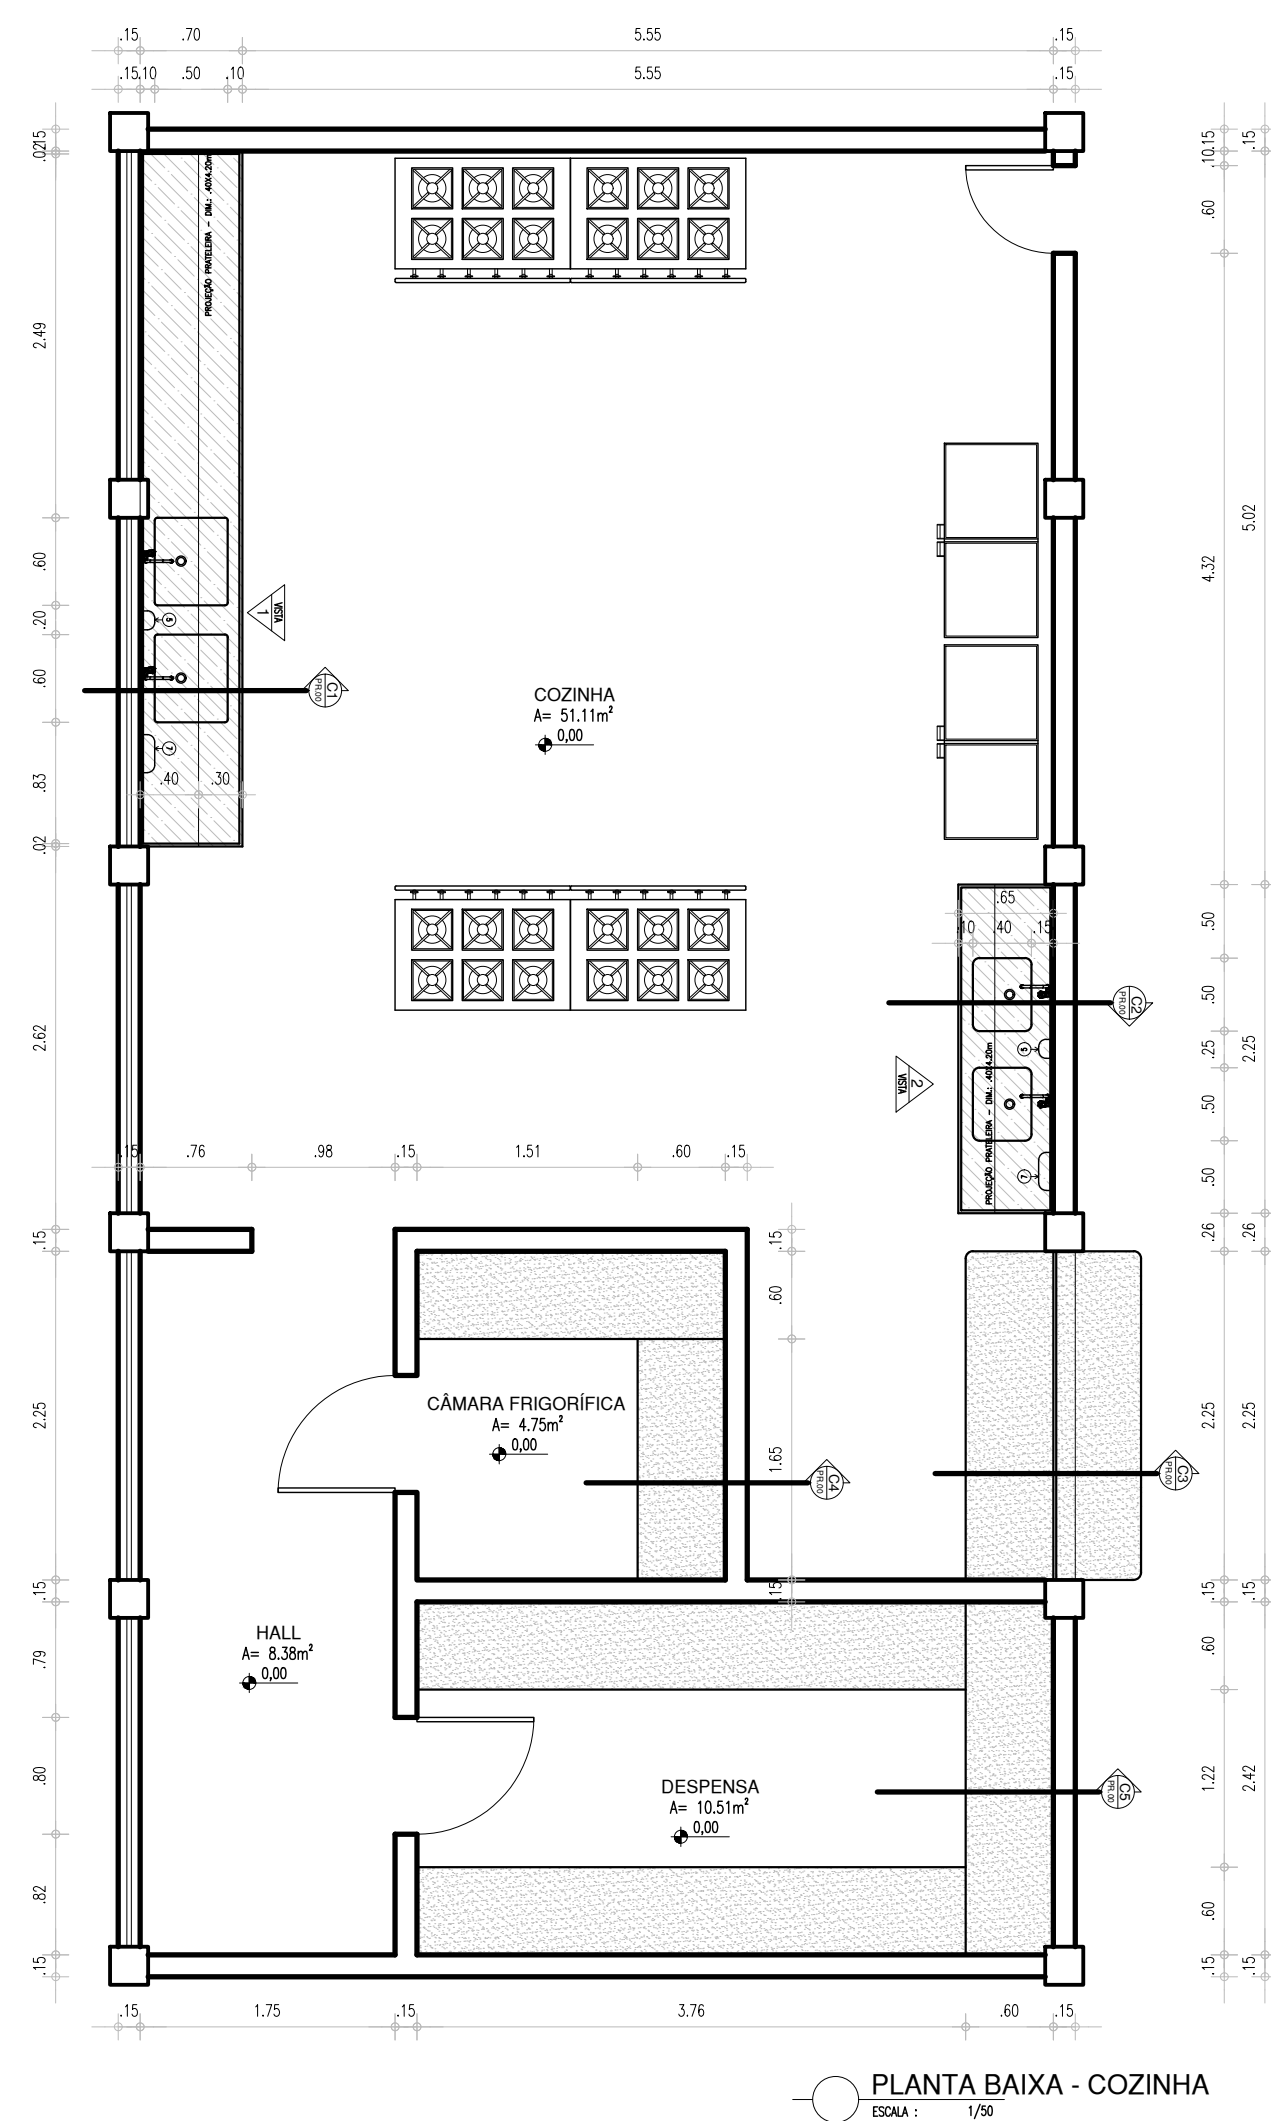 .15 .70 5.55 .15
.15 .10 .50 .10 5.55 .15
.15
.02
2.49
.60
.20
.60
.83
.02
2.62
.15
2.25
.15
.79
.80
.82
.15
PROJEÇÃO PRATELEIRA - DIM.: .40X4.20m
5
VISTA
1
C1
PR.00
7
.40 .30
COZINHA
A= 51.11m²
0,00
.65
.10 .40 .15
C2
PR.00
5
VISTA
2
PROJEÇÃO PRATELEIRA - DIM.: .40X4.20m
7
.15 .76 .98 .15 1.51 .60 .15
.15
.60
1.65
.15
CÂMARA FRIGORÍFICA
A= 4.75m²
0,00
C4
PR.00
C3
PR.00
HALL
A= 8.38m²
0,00
DESPENSA
A= 10.51m²
0,00
C5
PR.00
.15
.10
.60
4.32
.50
.50
.25
.50
.50
.26
2.25
.15
.60
1.22
.60
.15
.15
5.02
2.25
.26
2.25
.15
2.42
.15
.15 1.75 .15 3.76 .60 .15
PLANTA BAIXA - COZINHA
ESCALA : 1/50